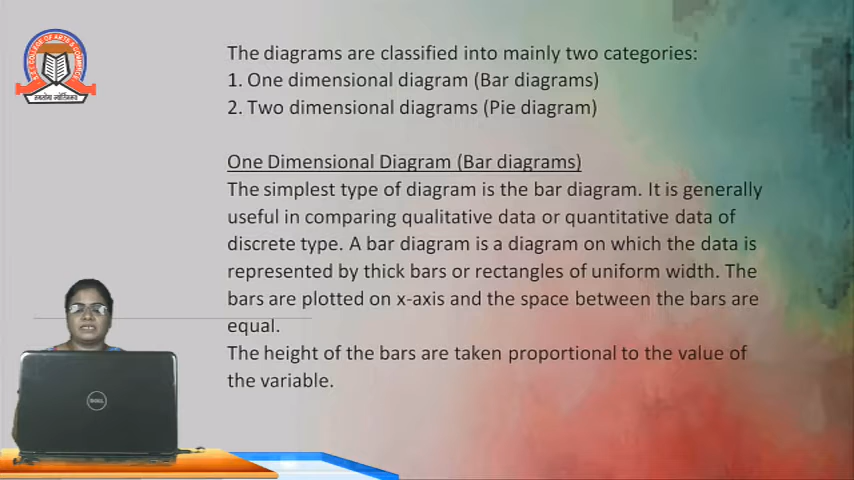 The diagrams are classified into mainly two categories:
1. One dimensional diagram (Bar diagrams)
2. Two dimensional diagrams (Pie diagram)
One Dimensional Diagram (Bar diagrams)
The simplest type of diagram is the bar diagram. It is generally
useful in comparing qualitative data or quantitative data of
discrete type. A bar diagram is a diagram on which the data is
represented by thick bars or rectangles of uniform width. The
bars are plotted on x-axis and the space between the bars are
equal.
The height of the bars are taken proportional to the value of
the variable.
COLLEGE OF ARTS & COMMERCE
DELL